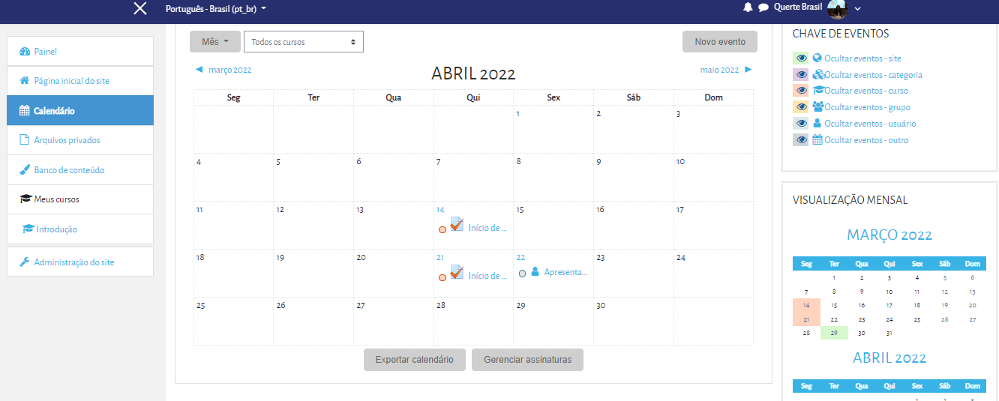 Português - Brasil (pt_br)
Querte Brasil
Painel
Página inicial do site
Calendário
Arquivos privados
Banco de conteúdo
Meus cursos
Introdução
Administração do site
Mês
Todos os cursos
Novo evento
março 2022
ABRIL 2022
maio 2022
Seg Ter Qua Qui Sex Sáb Dom
1 2 3
4 5 6 7 8 9 10
11 12 13 14 15 16 17
Início de ...
18 19 20 21 22 23 24
Início de ... Apresenta...
25 26 27 28 29 30
Exportar calendário Gerenciar assinaturas
CHAVE DE EVENTOS
Ocultar eventos - site
Ocultar eventos - categoria
Ocultar eventos - curso
Ocultar eventos - grupo
Ocultar eventos - usuário
Ocultar eventos - outro
VISUALIZAÇÃO MENSAL
MARÇO 2022
Seg Ter Qua Qui Sex Sáb Dom
1 2 3 4 5 6
7 8 9 10 11 12 13
14 15 16 17 18 19 20
21 22 23 24 25 26 27
28 29 30 31
ABRIL 2022
Seg Ter Qua Qui Sex Sáb Dom